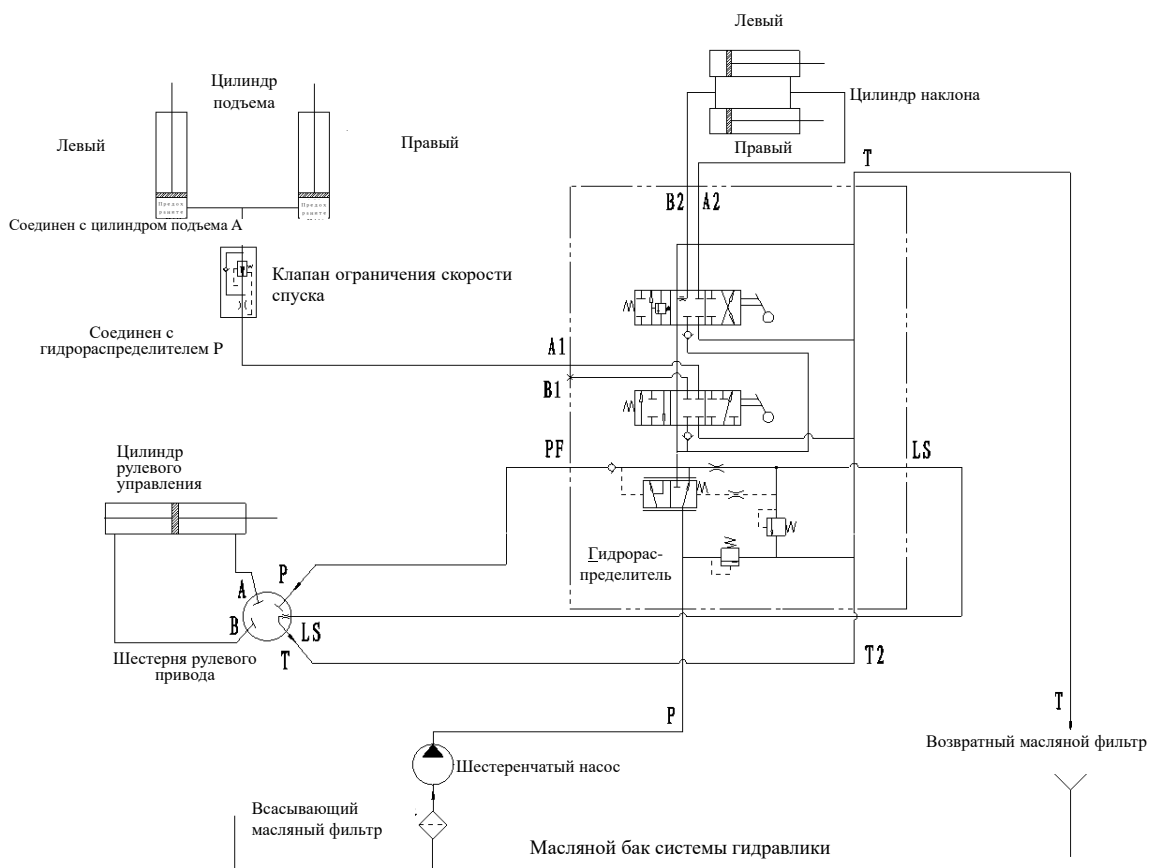 Левый
Цилиндр
подъема
Цилиндр наклона
Левый
Правый
Правый
T
B2
A2
Соединен с цилиндром подъема А
Клапан ограничения скорости
спуска
Соединен с
гидрораспределителем Р
A1
B1
PF
LS
Цилиндр
рулевого
управления
Гидрорас-
пределитель
P
A
B
LS
T
T2
Шестерня рулевого
привода
P
T
Возвратный масляной фильтр
Шестеренчатый насос
Всасывающий
масляный фильтр
Масляной бак системы гидравлики